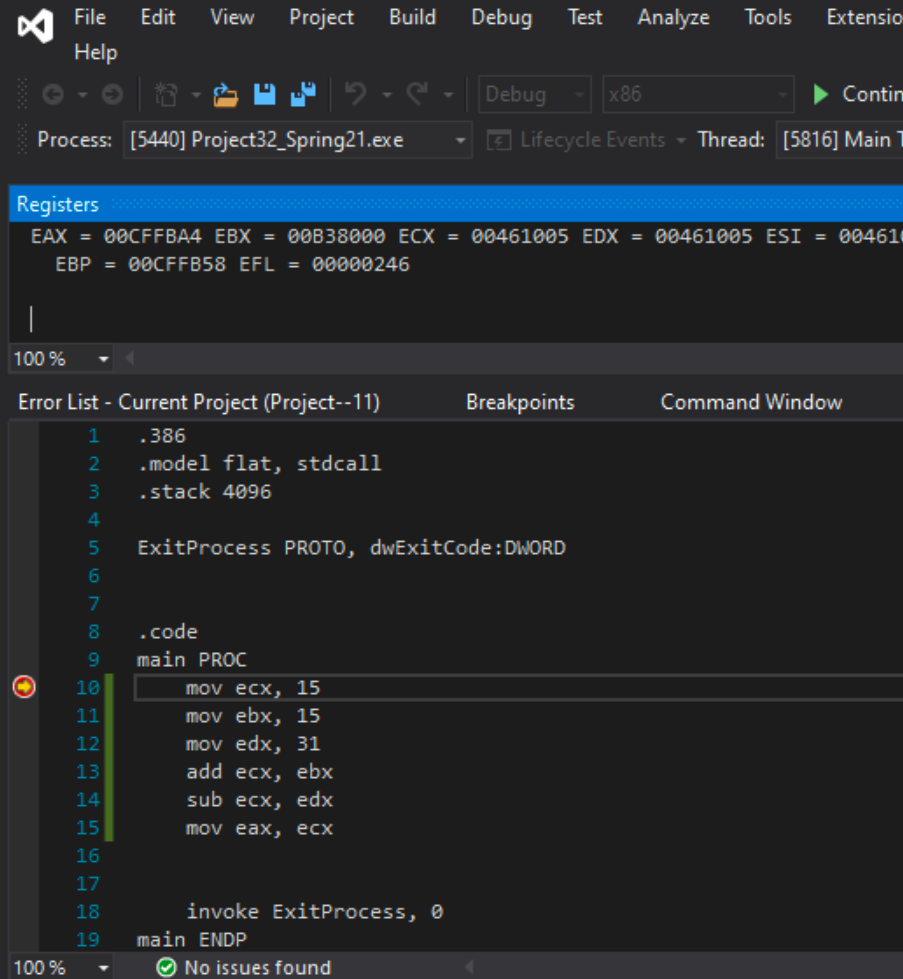 File Edit View Project Build Debug Test Analyze Tools
Help
Debug x86
Process: [5440] Project32_Spring21.exe Lifecycle Events Thread: [5816] Main
Registers
EAX = 00CFFBA4 EBX = 00B38000 ECX = 00461005 EDX = 00461005 ESI =
EBP = 00CFFB58 EFL = 00000246
100 %
Error List - Current Project (Project--11) Breakpoints Command Window
1 .386
2 .model flat, stdcall
3 .stack 4096
4
5 ExitProcess PROTO, dwExitCode:DWORD
6
7
8 .code
9 main PROC
10 mov ecx, 15
11 mov ebx, 15
12 mov edx, 31
13 add ecx, ebx
14 sub ecx, edx
15 mov eax, ecx
16
17
18 invoke ExitProcess, 0
19 main ENDP
100 % No issues found